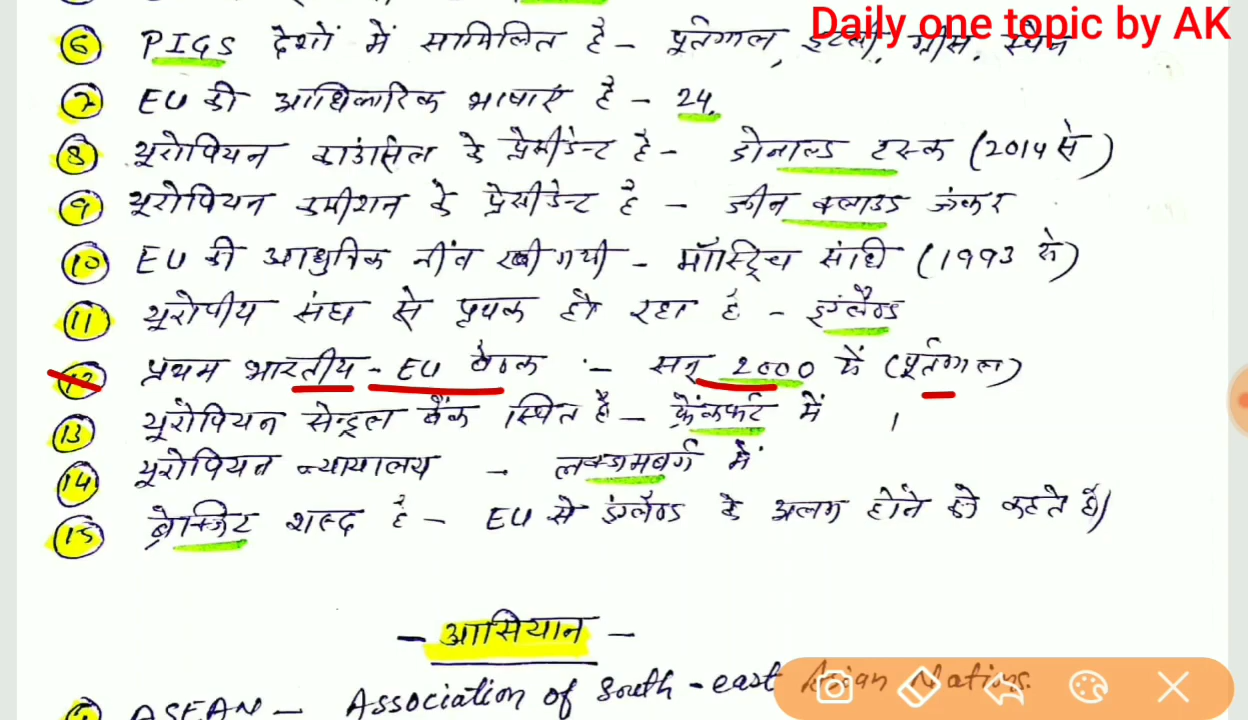 Daily one topic by AK
6 PIGS देशों में सामिलित है - पुर्तगाल, इटली, ग्रीस, स्पेन
7 EU की आधिकारिक भाषाएं है - 24.
8 यूरोपियन काउंसिल के प्रेसीडेन्ट है - डोनाल्ड टस्क (2014 से)
9 यूरोपियन कमीशन के प्रेसीडेन्ट है - जीन क्लाउड जंकर
10 EU की आधुनिक नींव रखी गयी - मॉस्ट्रिच संधि (1993 के)
11 यूरोपीय संघ से पृथक हो रहा है - इंग्लैण्ड
12 प्रथम भारतीय - EU बैठक - सन् 2000 में (पुर्तगाल)
13 यूरोपियन सेन्ट्रल बैंक स्थित है - फ्रेंकफर्ट में ।
14 यूरोपियन न्यायालय - लक्जमबर्ग में
15 ब्रेक्जिट शब्द है - EU से इंग्लैण्ड के अलग होने को कहते है।
- आसियान -
ASEAN - Association of South-east Asian Nations.